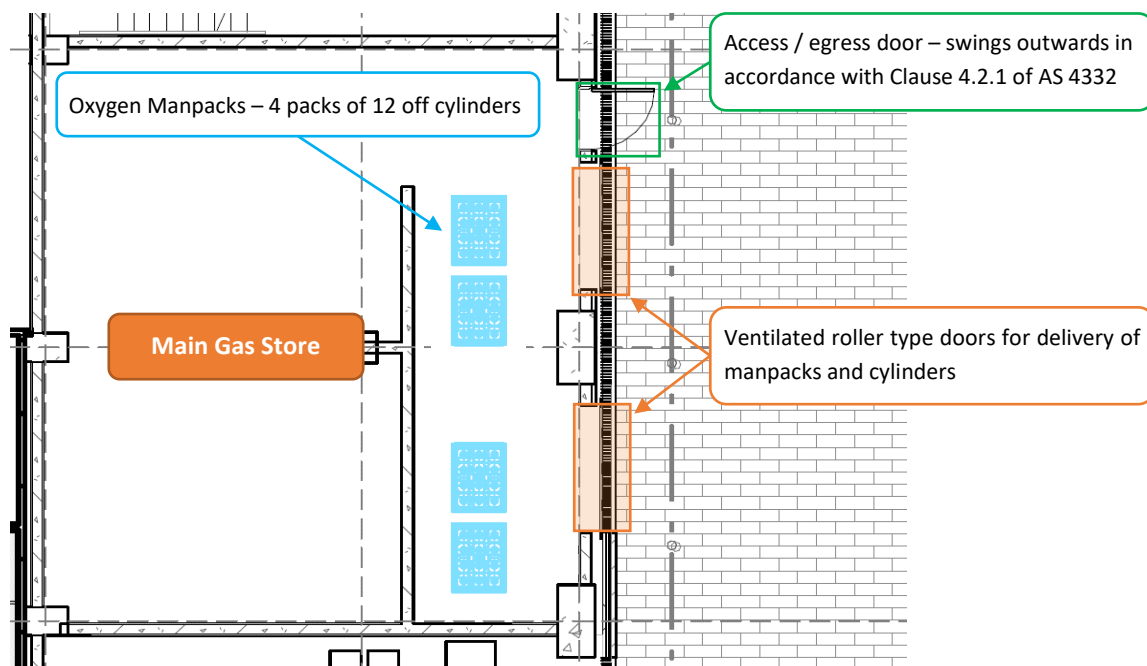 Access / egress door – swings outwards in
accordance with Clause 4.2.1 of AS 4332
Oxygen Manpacks – 4 packs of 12 off cylinders
Main Gas Store
Ventilated roller type doors for delivery of
manpacks and cylinders